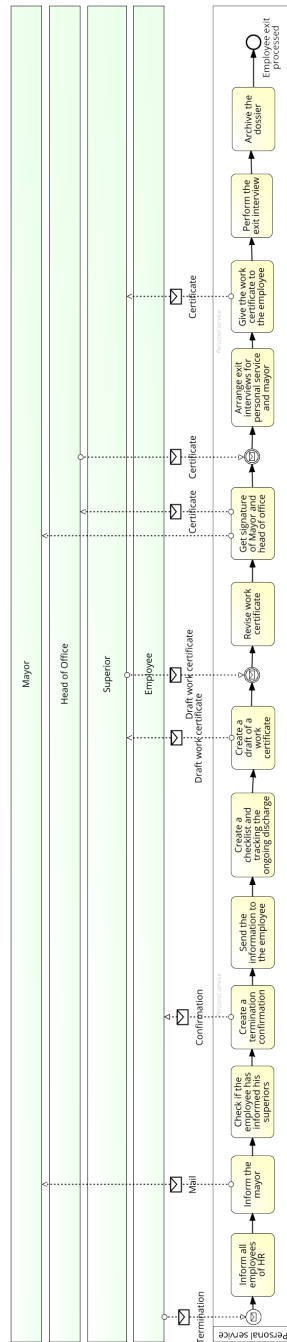 Mayor
Head of Office
Superior
Employee
Termination
Mail
Confirmation
Draft work certificate
Draft work certificate
Certificate
Certificate
Certificate
Personal service
Inform all
employees
of HR
Inform the
mayor
Check if the
employee has
informed his
superiors
Create a
termination
confirmation
Send the
information to
the employee
Create a
checklist and
tracking the
ongoing discharge
Create a
draft of a
work
certificate
Revise work
certificate
Get signature
of Mayor and
head of office
Arrange exit
interviews for
personal service
and mayor
Give the work
certificate to
the employee
Perform the
exit interview
Archive the
dossier
Employee exit
processed
Personal service
Personal service